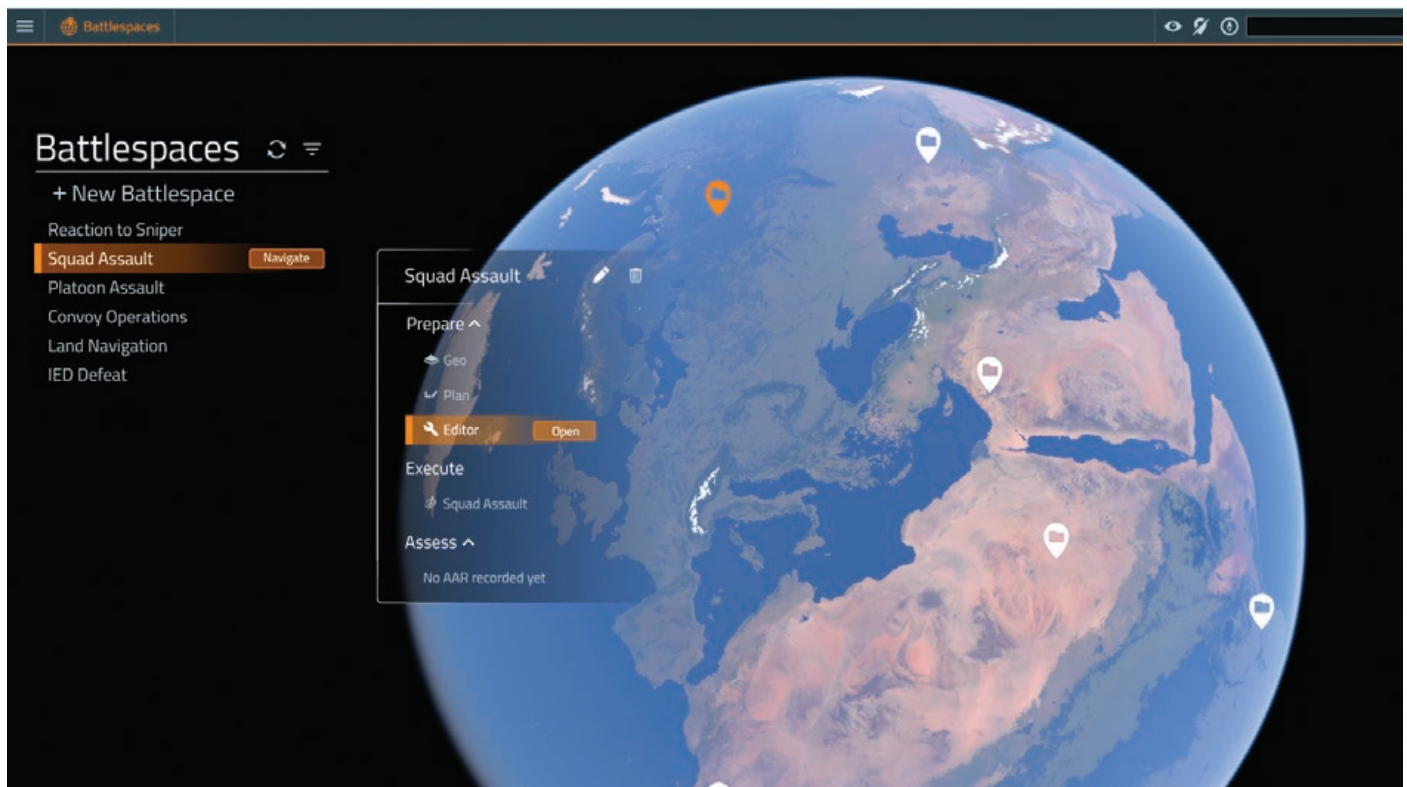 Battlespaces
Battlespaces
+ New Battlespace
Reaction to Sniper
Squad Assault Navigate
Platoon Assault
Convoy Operations
Land Navigation
IED Defeat
Squad Assault
Prepare
Geo
Plan
Editor Open
Execute
Squad Assault
Assess
No AAR recorded yet